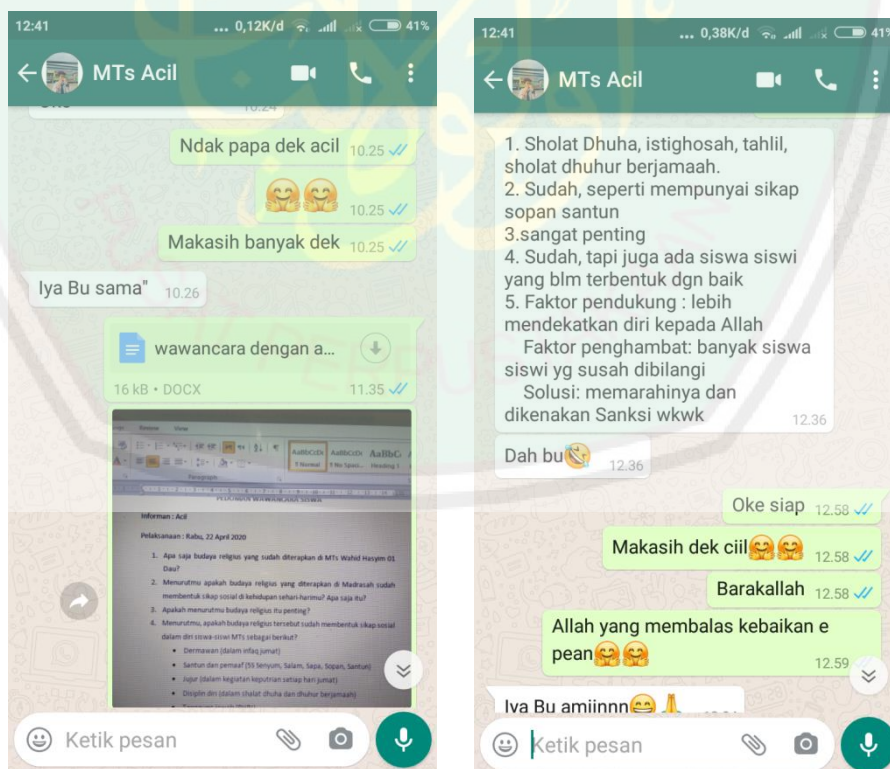 12:41
... 0,12K/d
41%
MTs Acil
10.24
Ndak papa dek acil 10.25
10.25
Makasih banyak dek 10.25
Iya Bu sama" 10.26
wawancara dengan a...
16 kB • DOCX 11.35
Review View
AaBbCcDc AaBbCcDc AaBbC
Paragraph
Informan : Acil
Pelaksanaan : Rabu, 22 April 2020
1. Apa saja budaya religius yang sudah diterapkan di MTs Wahid Hasyim 01
Dau?
2. Menurutmu apakah budaya religius yang diterapkan di Madrasah sudah
membentuk sikap sosial di kehidupan sehari-harimu? Apa saja itu?
3. Apakah menurutmu budaya religius itu penting?
4. Menurutmu, apakah budaya religius tersebut sudah membentuk sikap sosial
dalam diri siswa-siswi MTs sebagai berikut?
• Dermawan (dalam infaq jumat)
• Santun dan pemaaf (5S Senyum, Salam, Sapa, Sopan, Santun)
• Jujur (dalam kegiatan keputrian setiap hari jumat)
• Disiplin diri (dalam shalat dhuha dan dhuhur berjamaah)
Ketik pesan
12:41
... 0,38K/d
41%
MTs Acil
1. Sholat Dhuha, istighosah, tahlil,
sholat dhuhur berjamaah.
2. Sudah, seperti mempunyai sikap
sopan santun
3.sangat penting
4. Sudah, tapi juga ada siswa siswi
yang blm terbentuk dgn baik
5. Faktor pendukung : lebih
mendekatkan diri kepada Allah
Faktor penghambat: banyak siswa
siswi yg susah dibilangi
Solusi: memarahinya dan
dikenakan Sanksi wkwk
12.36
Dah bu 12.36
Oke siap 12.58
Makasih dek ciil 12.58
Barakallah 12.58
Allah yang membalas kebaikan e
pean 12.59
Iya Bu amiinnn
Ketik pesan